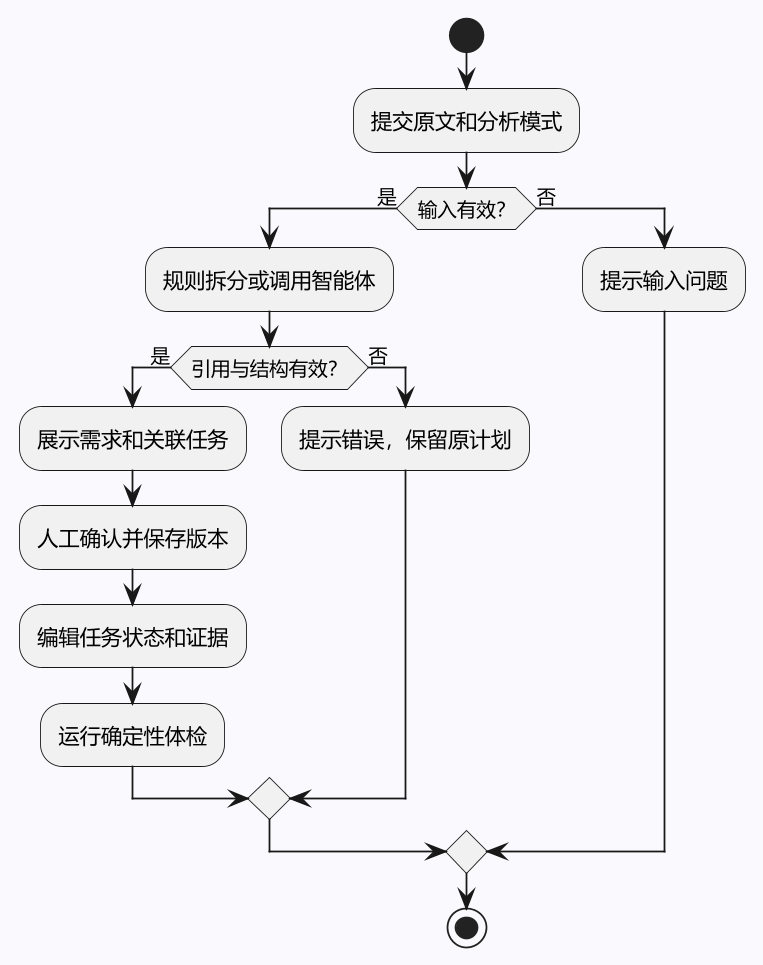 提交原文和分析模式
是
输入有效？
否
规则拆分或调用智能体
提示输入问题
是
引用与结构有效？
否
展示需求和关联任务
提示错误，保留原计划
人工确认并保存版本
编辑任务状态和证据
运行确定性体检